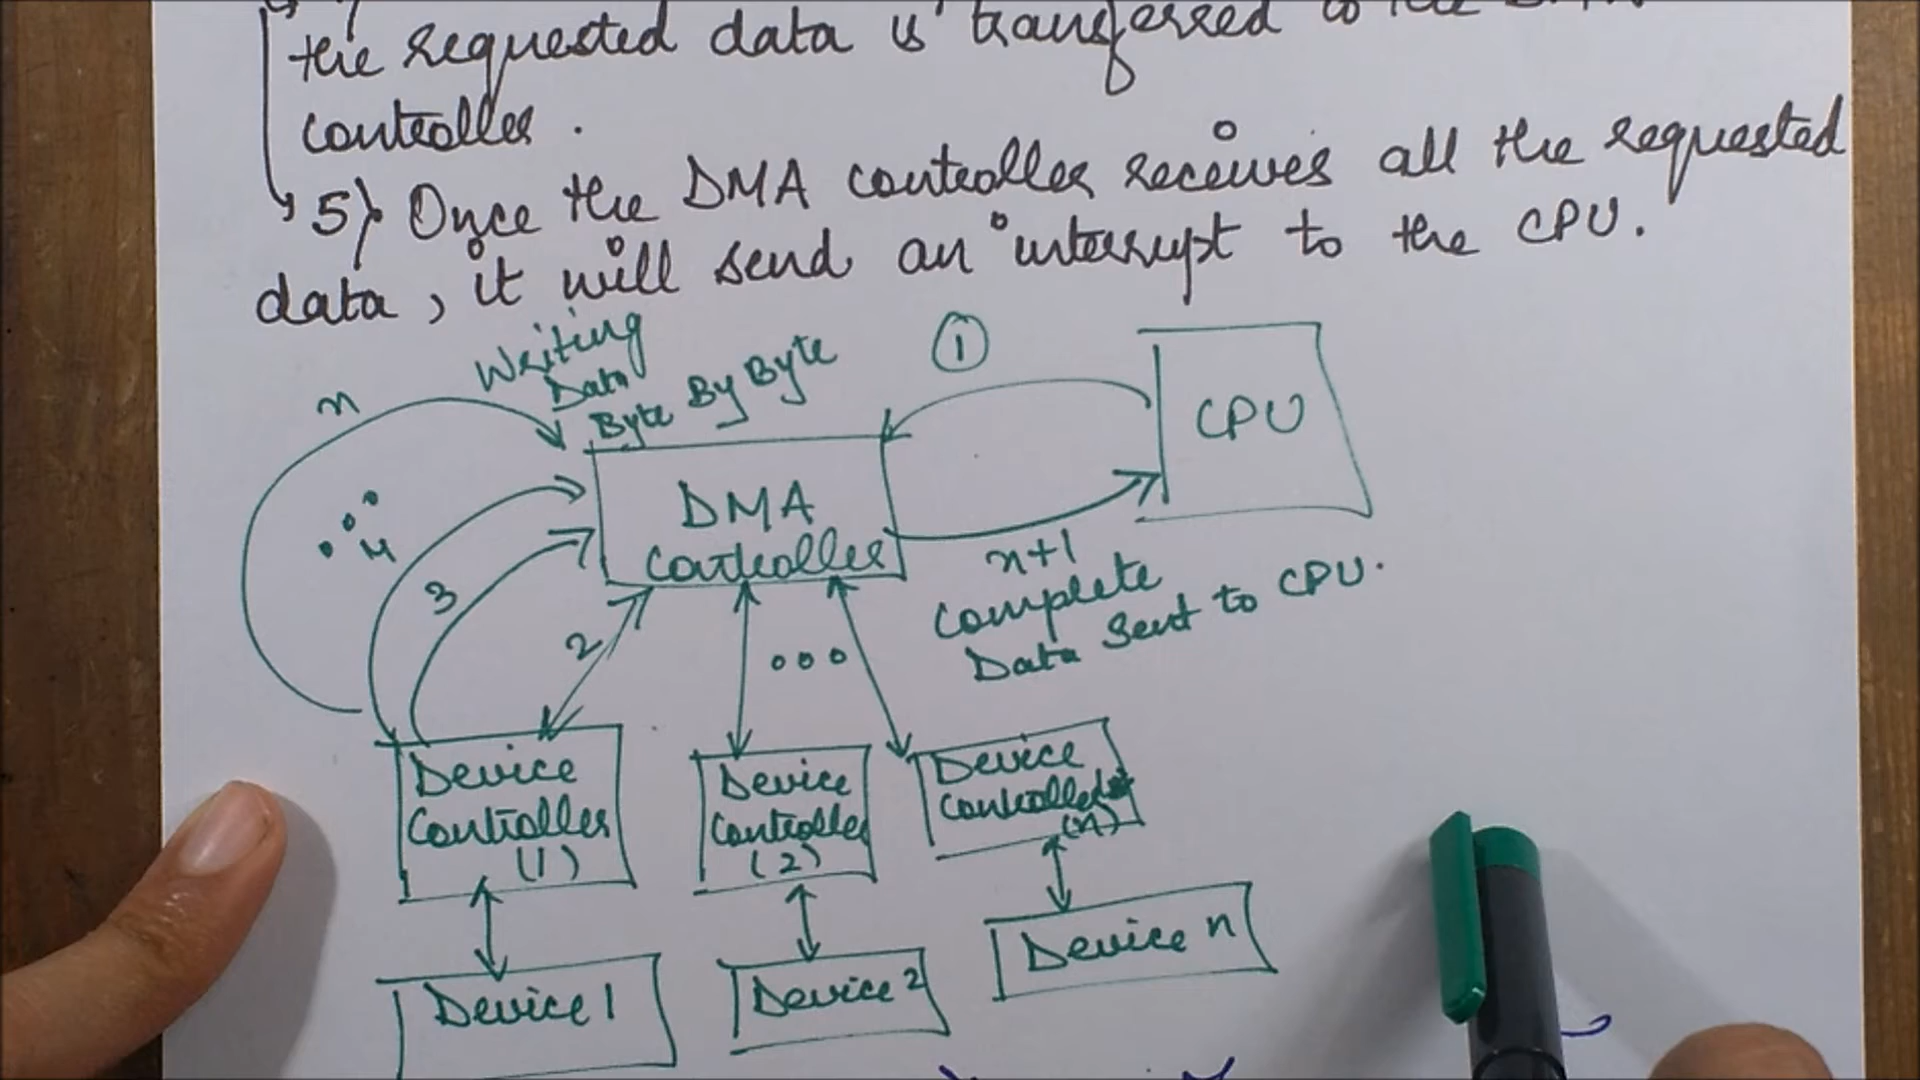 the requested data is transferred to the
controller.
5) Once the DMA controller receives all the requested
data, it will send an interrupt to the CPU.
Writing
Data
Byte By Byte
n
1
CPU
DMA
Controller
4
3
2
n+1
Complete
Data Sent to CPU.
Device
Controller
(1)
Device
Controller
(2)
Device
Controller
(n)
Device 1
Device 2
Device n